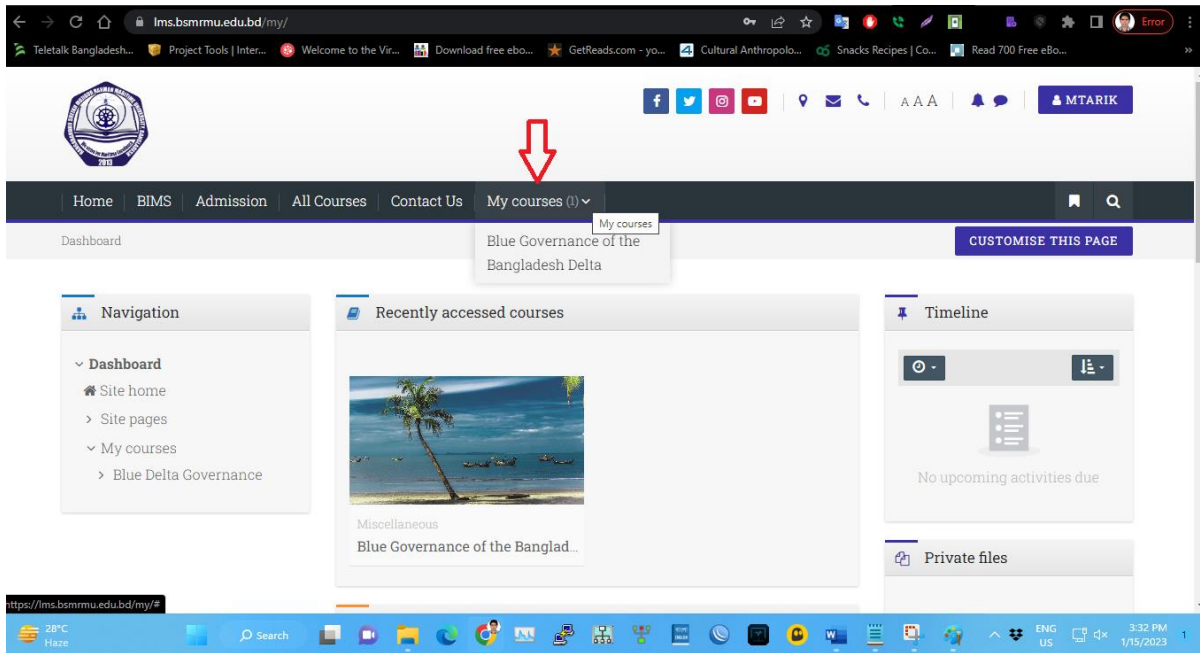 lms.bsmrmu.edu.bd/my/
Error
Teletalk Bangladesh...
Project Tools | Inter...
Welcome to the Vir...
Download free ebo...
GetReads.com - yo...
Cultural Anthropolo...
Snacks Recipes | Co...
Read 700 Free eBo...
»
2013
A A A
MTARIK
Home
BIMS
Admission
All Courses
Contact Us
My courses (1)
My courses
Blue Governance of the
Bangladesh Delta
Dashboard
CUSTOMISE THIS PAGE
Navigation
Dashboard
Site home
Site pages
My courses
Blue Delta Governance
Recently accessed courses
Miscellaneous
Blue Governance of the Banglad...
Timeline
No upcoming activities due
Private files
https://lms.bsmrmu.edu.bd/my/#
28°C
Haze
Search
ENG
US
3:32 PM
1/15/2023
1